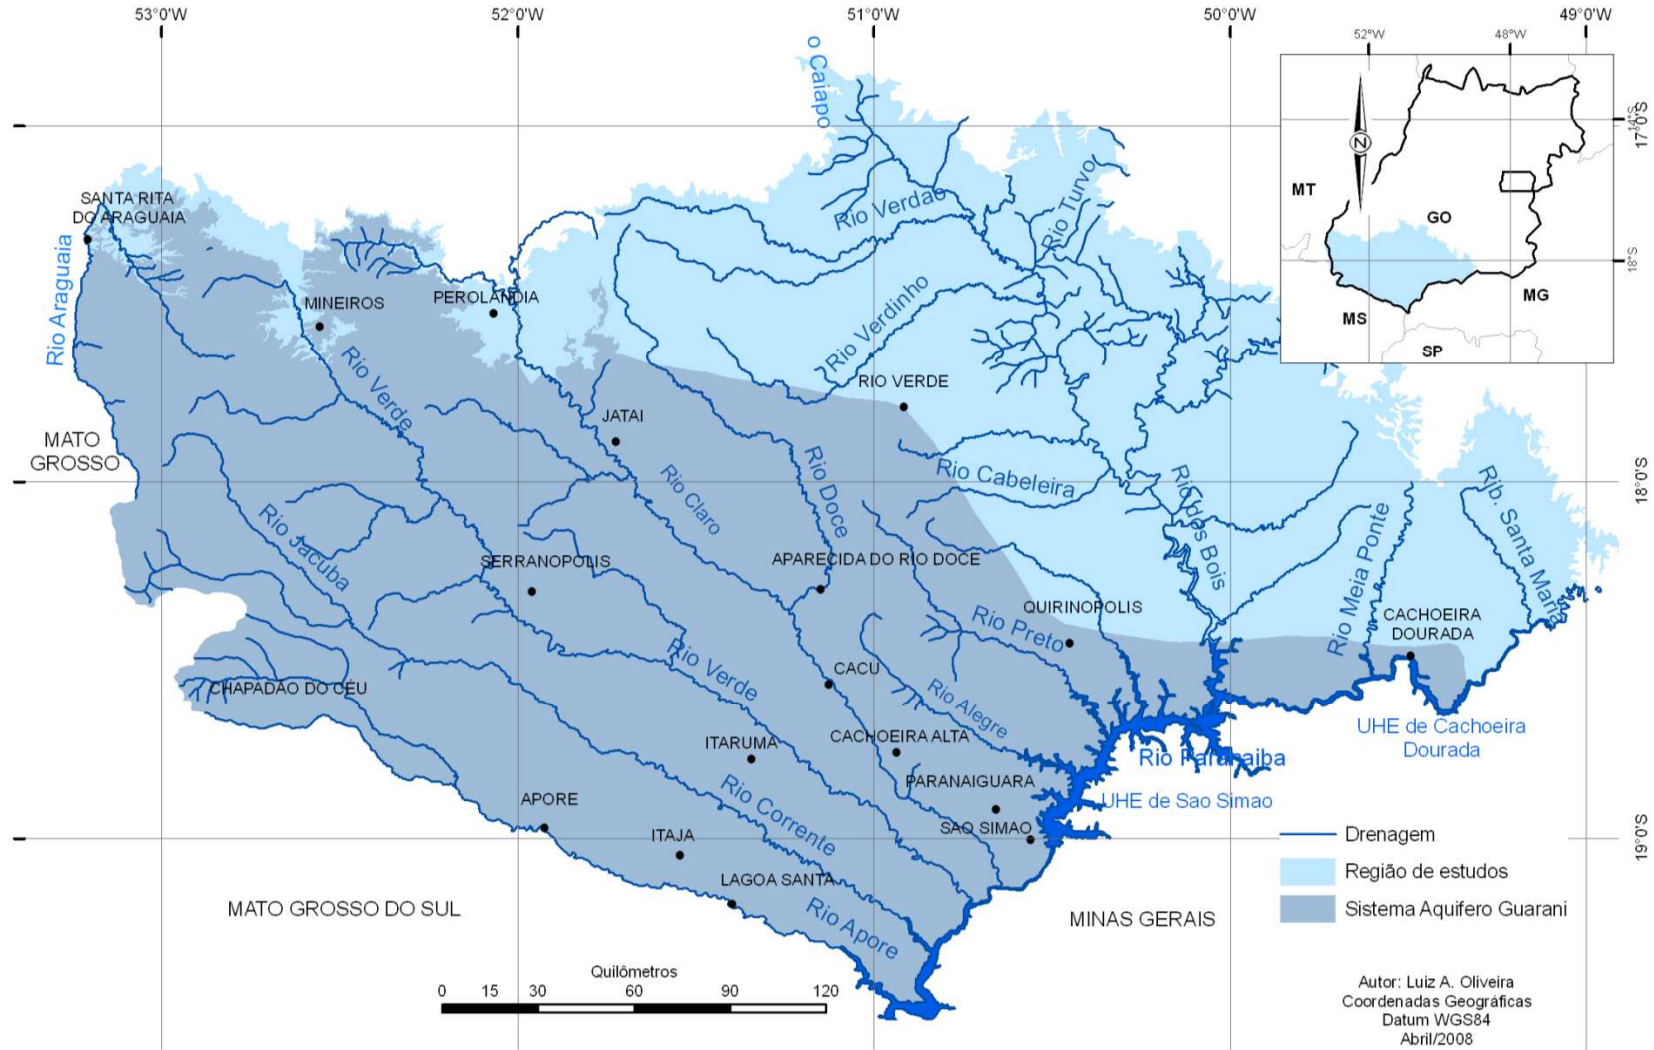 53°0'W
52°0'W
51°0'W
50°0'W
49°0'W
52°W
48°W
14°S
17°0'S
18°S
MT
GO
MG
MS
SP
o Caiapo
SANTA RITA
DO ARAGUAIA
Rio Verdao
Rio Turvo
Rio Araguaia
MINEIROS
PEROLANDIA
Rio Verdinho
Rio Verde
RIO VERDE
JATAI
MATO
GROSSO
Rio Claro
Rio Doce
Rio Cabeleira
Rio dos Bois
Rio Meia Ponte
Rib. Santa Maria
18°0'S
Rio Jacuba
SERRANOPOLIS
APARECIDA DO RIO DOCE
QUIRINOPOLIS
CACHOEIRA
DOURADA
Rio Preto
Rio Verde
CACU
CHAPADÃO DO CÉU
Rio Alegre
ITARUMA
CACHOEIRA ALTA
UHE de Cachoeira
Dourada
Rio Paranaiba
PARANAIGUARA
APORE
Rio Corrente
UHE de Sao Simao
SAO SIMAO
ITAJA
19°0'S
LAGOA SANTA
Rio Apore
MATO GROSSO DO SUL
MINAS GERAIS
Drenagem
Região de estudos
Sistema Aquifero Guarani
Quilômetros
0 15 30 60 90 120
Autor: Luiz A. Oliveira
Coordenadas Geográficas
Datum WGS84
Abril/2008
N